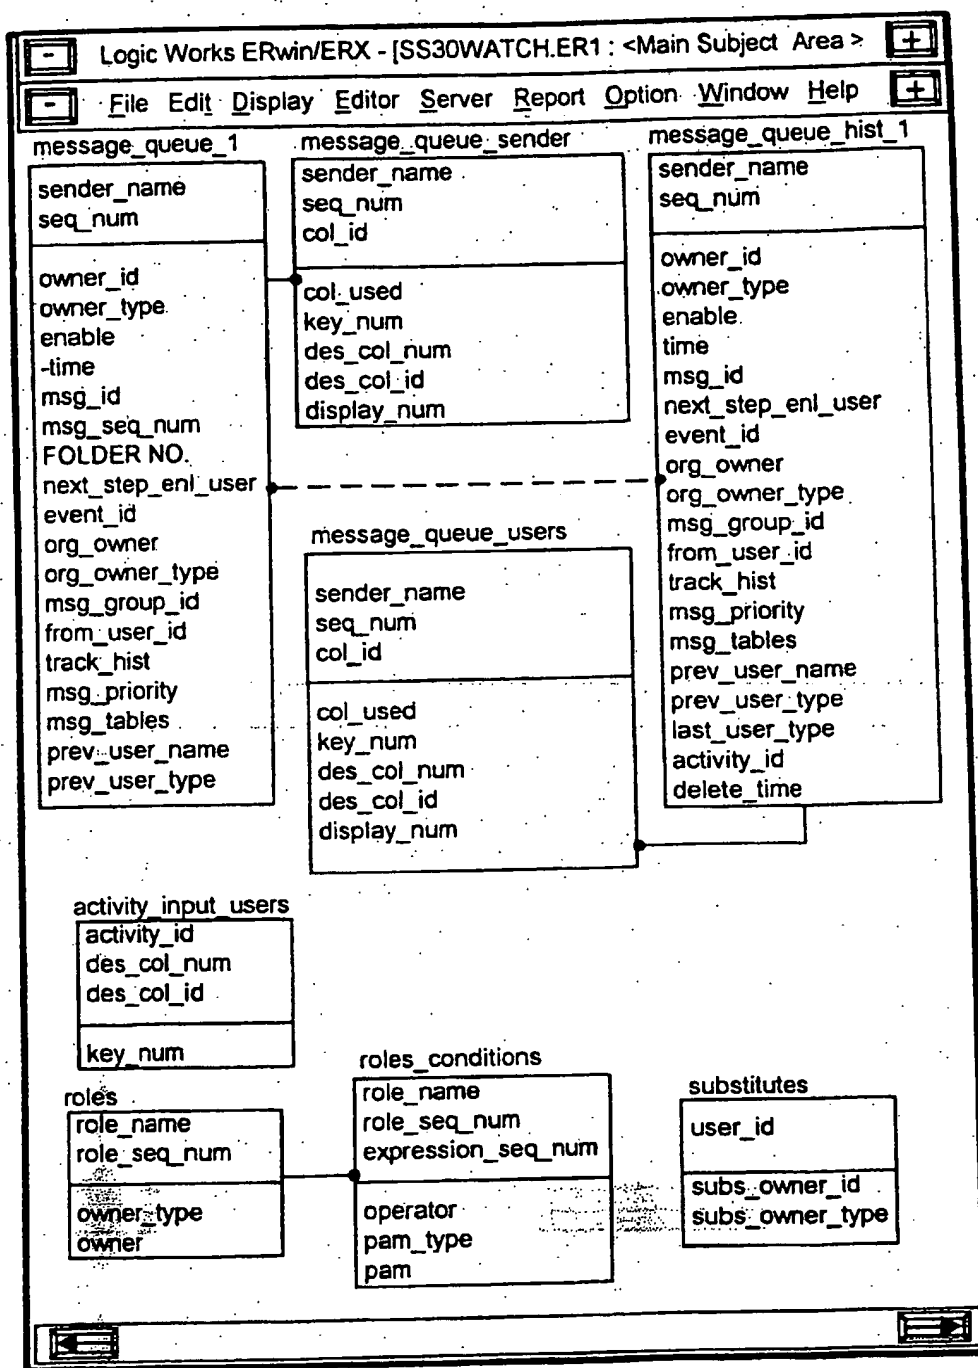 Logic Works ERwin/ERX - [SS30WATCH.ER1 : <Main Subject Area >
File Edit Display Editor Server Report Option Window Help
message_queue_1
sender_name
seq_num
owner_id
owner_type
enable
-time
msg_id
msg_seq_num
FOLDER NO.
next_step_enl_user
event_id
org_owner
org_owner_type
msg_group_id
from_user_id
track_hist
msg_priority
msg_tables
prev_user_name
prev_user_type
message_queue_sender
sender_name
seq_num
col_id
col_used
key_num
des_col_num
des_col_id
display_num
message_queue_hist_1
sender_name
seq_num
owner_id
owner_type
enable
time
msg_id
next_step_enl_user
event_id
org_owner
org_owner_type
msg_group_id
from_user_id
track_hist
msg_priority
msg_tables
prev_user_name
prev_user_type
last_user_type
activity_id
delete_time
message_queue_users
sender_name
seq_num
col_id
col_used
key_num
des_col_num
des_col_id
display_num
activity_input_users
activity_id
des_col_num
des_col_id
key_num
roles
role_name
role_seq_num
owner_type
owner
roles_conditions
role_name
role_seq_num
expression_seq_num
operator
pam_type
pam
substitutes
user_id
subs_owner_id
subs_owner_type